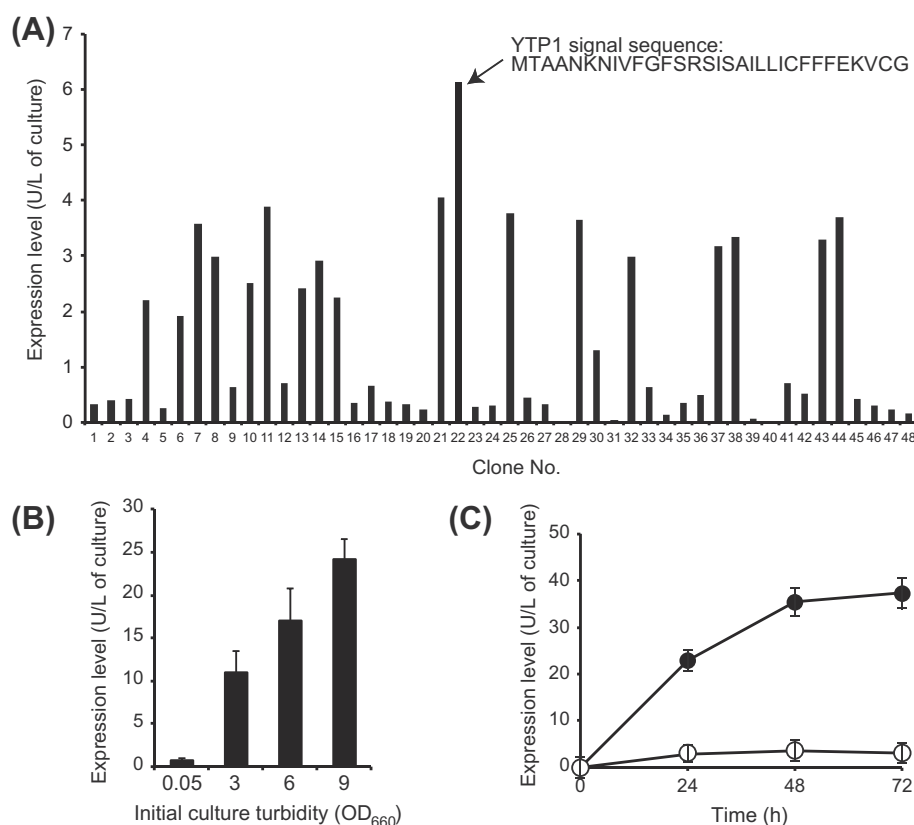 (A)
Expression level (U/L of culture)
7
6
5
4
3
2
1
0
YTP1 signal sequence:
MTAANKNIVFGFSRSISAILLICFFFEKVCG
1 2 3 4 5 6 7 8 9 10 11 12 13 14 15 16 17 18 19 20 21 22 23 24 25 26 27 28 29 30 31 32 33 34 35 36 37 38 39 40 41 42 43 44 45 46 47 48
Clone No.
(B)
Expression level (U/L of culture)
30
25
20
15
10
5
0
0.05 3 6 9
Initial culture turbidity (OD660)
(C)
Expression level (U/L of culture)
50
40
30
20
10
0
0 24 48 72
Time (h)